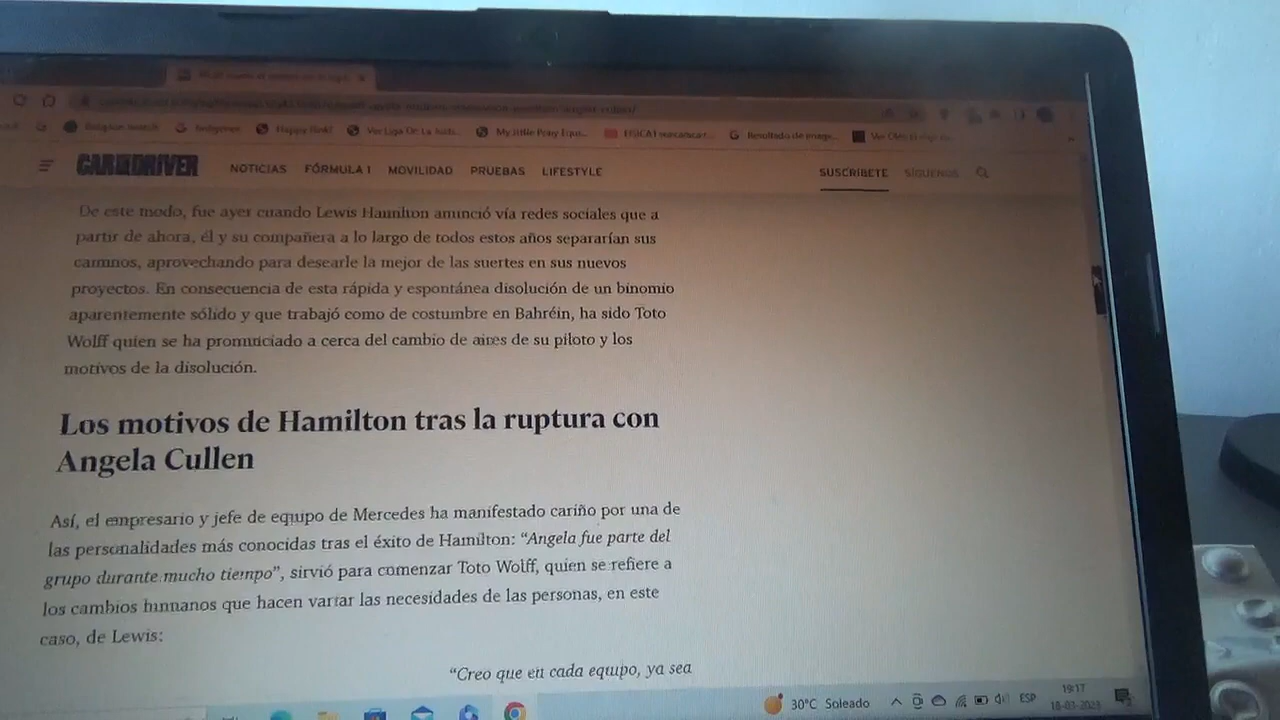 CAR AND DRIVER
NOTICIAS FÓRMULA 1 MOVILIDAD PRUEBAS LIFESTYLE SUSCRÍBETE SÍGUENOS
De este modo, fue ayer cuando Lewis Hamilton anunció vía redes sociales que a
partir de ahora, él y su compañera a lo largo de todos estos años separarían sus
caminos, aprovechando para desearle la mejor de las suertes en sus nuevos
proyectos. En consecuencia de esta rápida y espontánea disolución de un binomio
aparentemente sólido y que trabajó como de costumbre en Bahréin, ha sido Toto
Wolff quien se ha pronunciado a cerca del cambio de aires de su piloto y los
motivos de la disolución.
Los motivos de Hamilton tras la ruptura con
Angela Cullen
Así, el empresario y jefe de equipo de Mercedes ha manifestado cariño por una de
las personalidades más conocidas tras el éxito de Hamilton: “Angela fue parte del
grupo durante mucho tiempo”, sirvió para comenzar Toto Wolff, quien se refiere a
los cambios humanos que hacen variar las necesidades de las personas, en este
caso, de Lewis:
“Creo que en cada equipo, ya sea
30°C Soleado ESP 19:17
18-03-2023